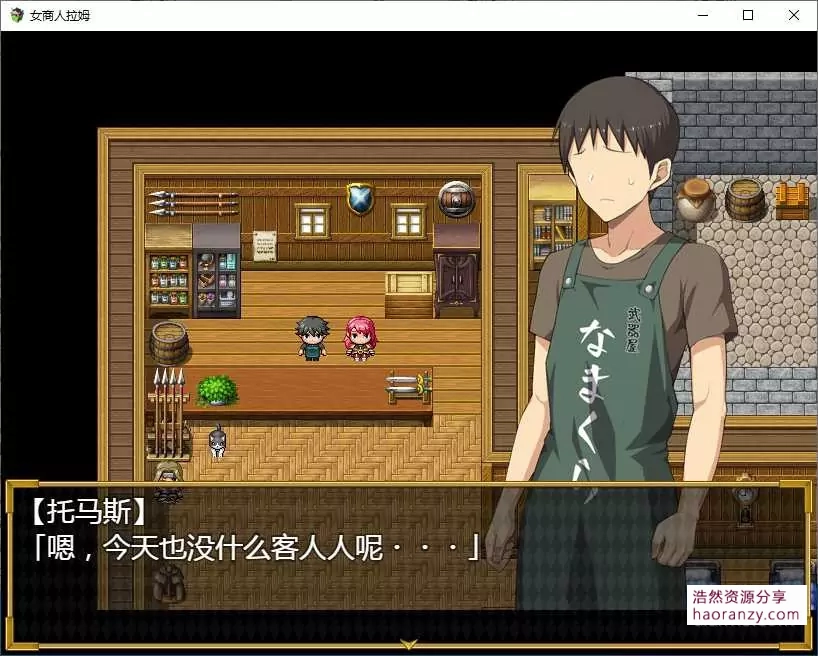 女商人拉姆
武器屋
なまくら
【托马斯】
「嗯，今天也没什么客人人呢・・・」
浩然资源分享
haoranzy.com